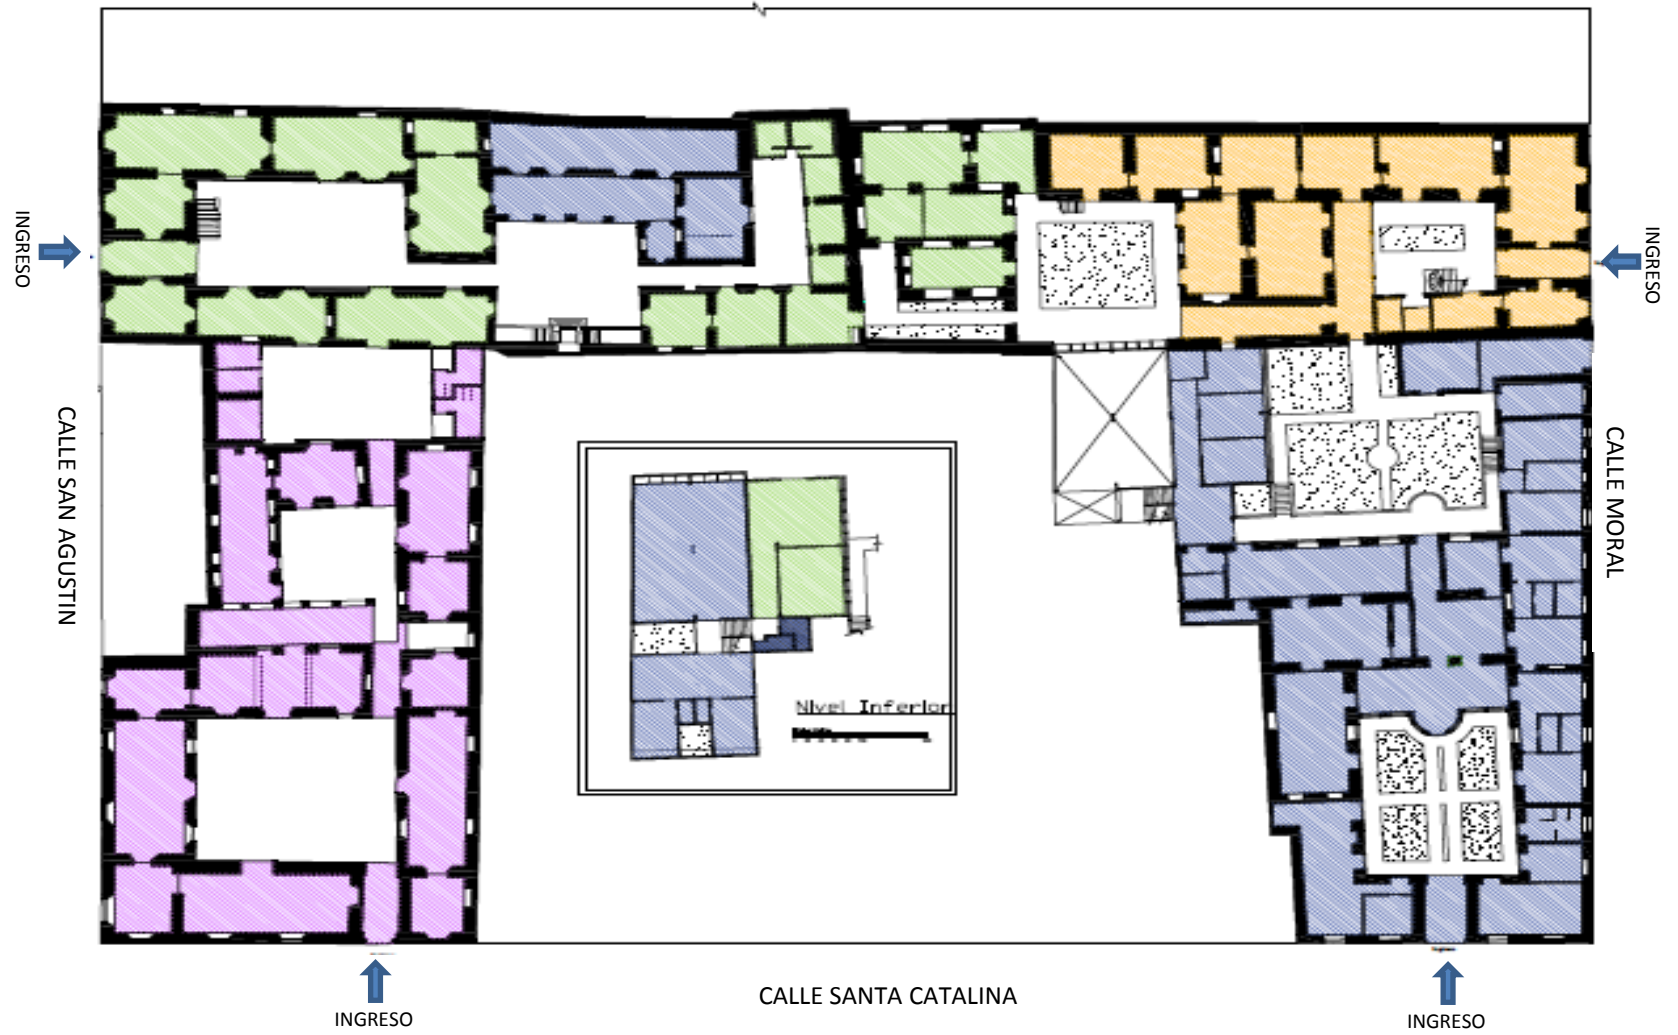 INGRESO
INGRESO
CALLE SAN AGUSTIN
CALLE MORAL
Nivel Inferior
CALLE SANTA CATALINA
INGRESO
INGRESO